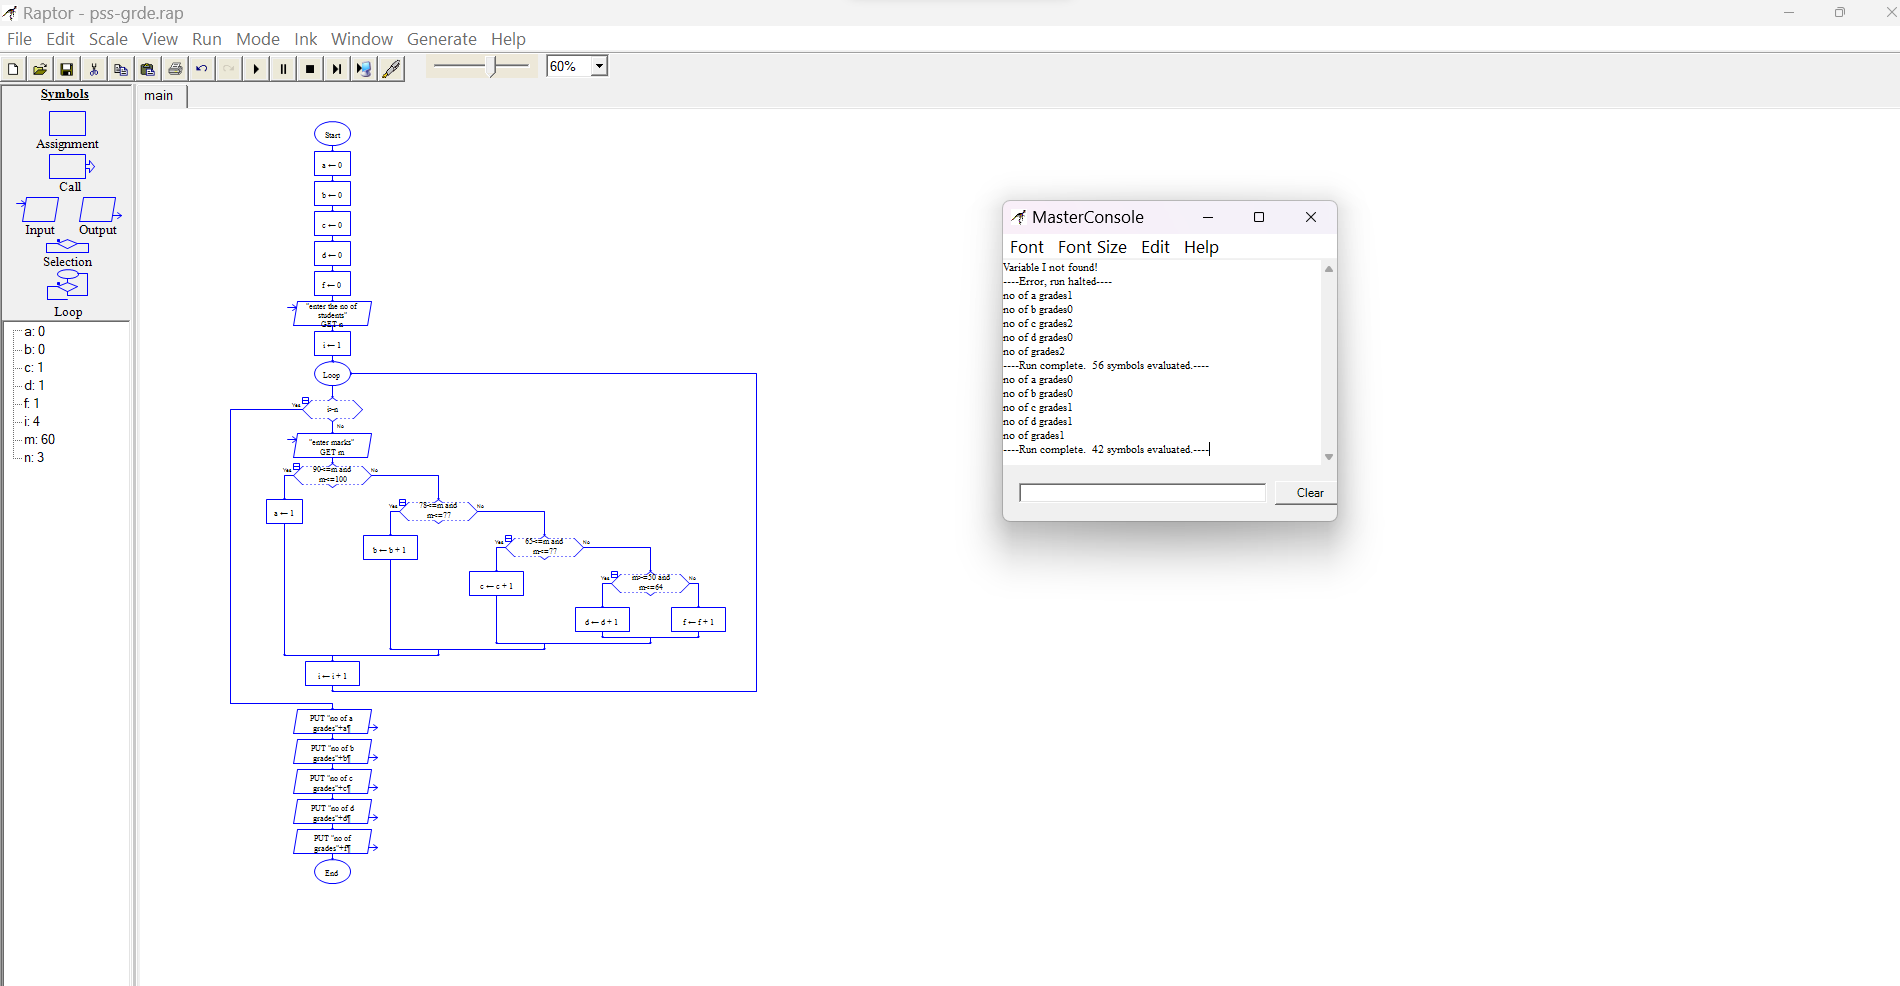 Raptor - pss-grde.rap
File Edit Scale View Run Mode Ink Window Generate Help
60%
Symbols
main
Assignment
Call
Input Output
Selection
Loop
a: 0
b: 0
c: 1
d: 1
f: 1
i: 4
m: 60
n: 3
Start
a ← 0
b ← 0
c ← 0
d ← 0
f ← 0
"enter the no of
students"
GET n
i ← 1
Loop
Yes
i>n
No
"enter marks"
GET m
Yes
90<=m and
No
m<=100
a ← 1
Yes
78<=m and
No
m<=77
b ← b + 1
Yes
65<=m and
No
m<=77
c ← c + 1
Yes
m>=50 and
No
m<=64
d ← d + 1
f ← f + 1
i ← i + 1
PUT "no of a
grades"+a¶
PUT "no of b
grades"+b¶
PUT "no of c
grades"+c¶
PUT "no of d
grades"+d¶
PUT "no of
grades"+f¶
End
MasterConsole
Font Font Size Edit Help
Variable I not found!
----Error, run halted----
no of a grades1
no of b grades0
no of c grades2
no of d grades0
no of grades2
----Run complete. 56 symbols evaluated.----
no of a grades0
no of b grades0
no of c grades1
no of d grades1
no of grades1
----Run complete. 42 symbols evaluated.----
Clear